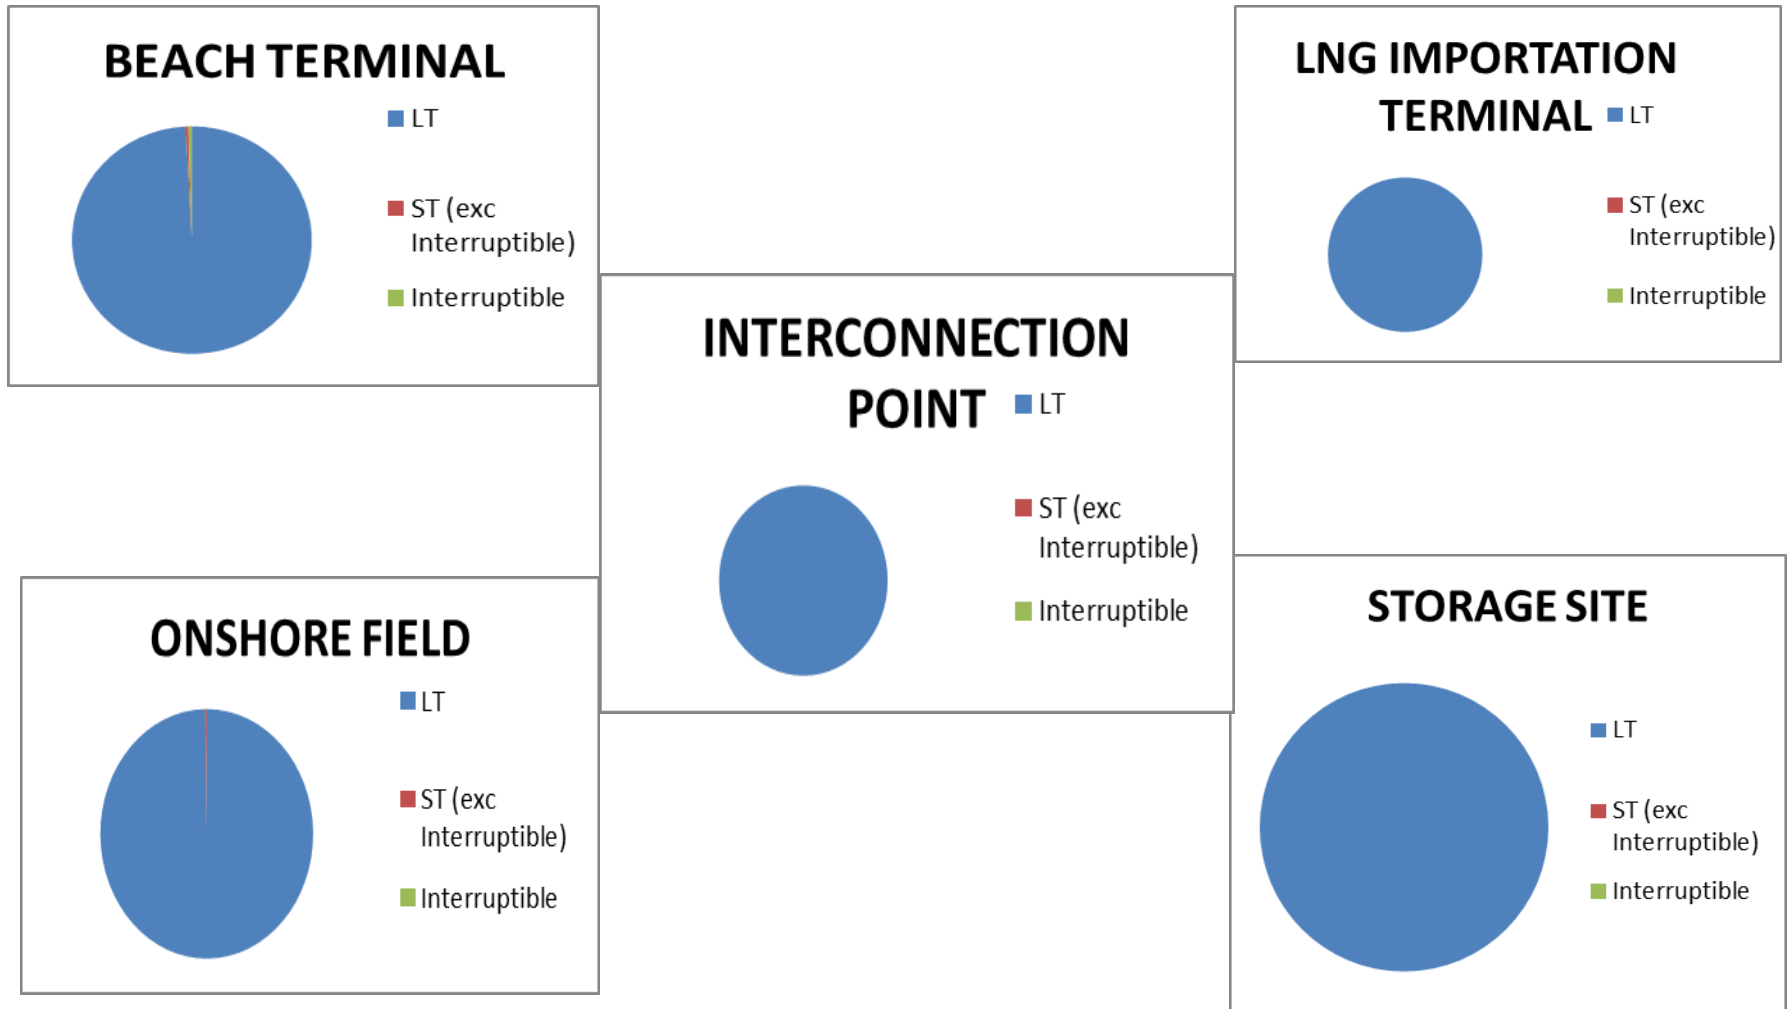 BEACH TERMINAL
LT
ST (exc
Interruptible)
Interruptible
LNG IMPORTATION
TERMINAL
LT
ST (exc
Interruptible)
Interruptible
INTERCONNECTION
POINT
LT
ST (exc
Interruptible)
Interruptible
ONSHORE FIELD
LT
ST (exc
Interruptible)
Interruptible
STORAGE SITE
LT
ST (exc
Interruptible)
Interruptible